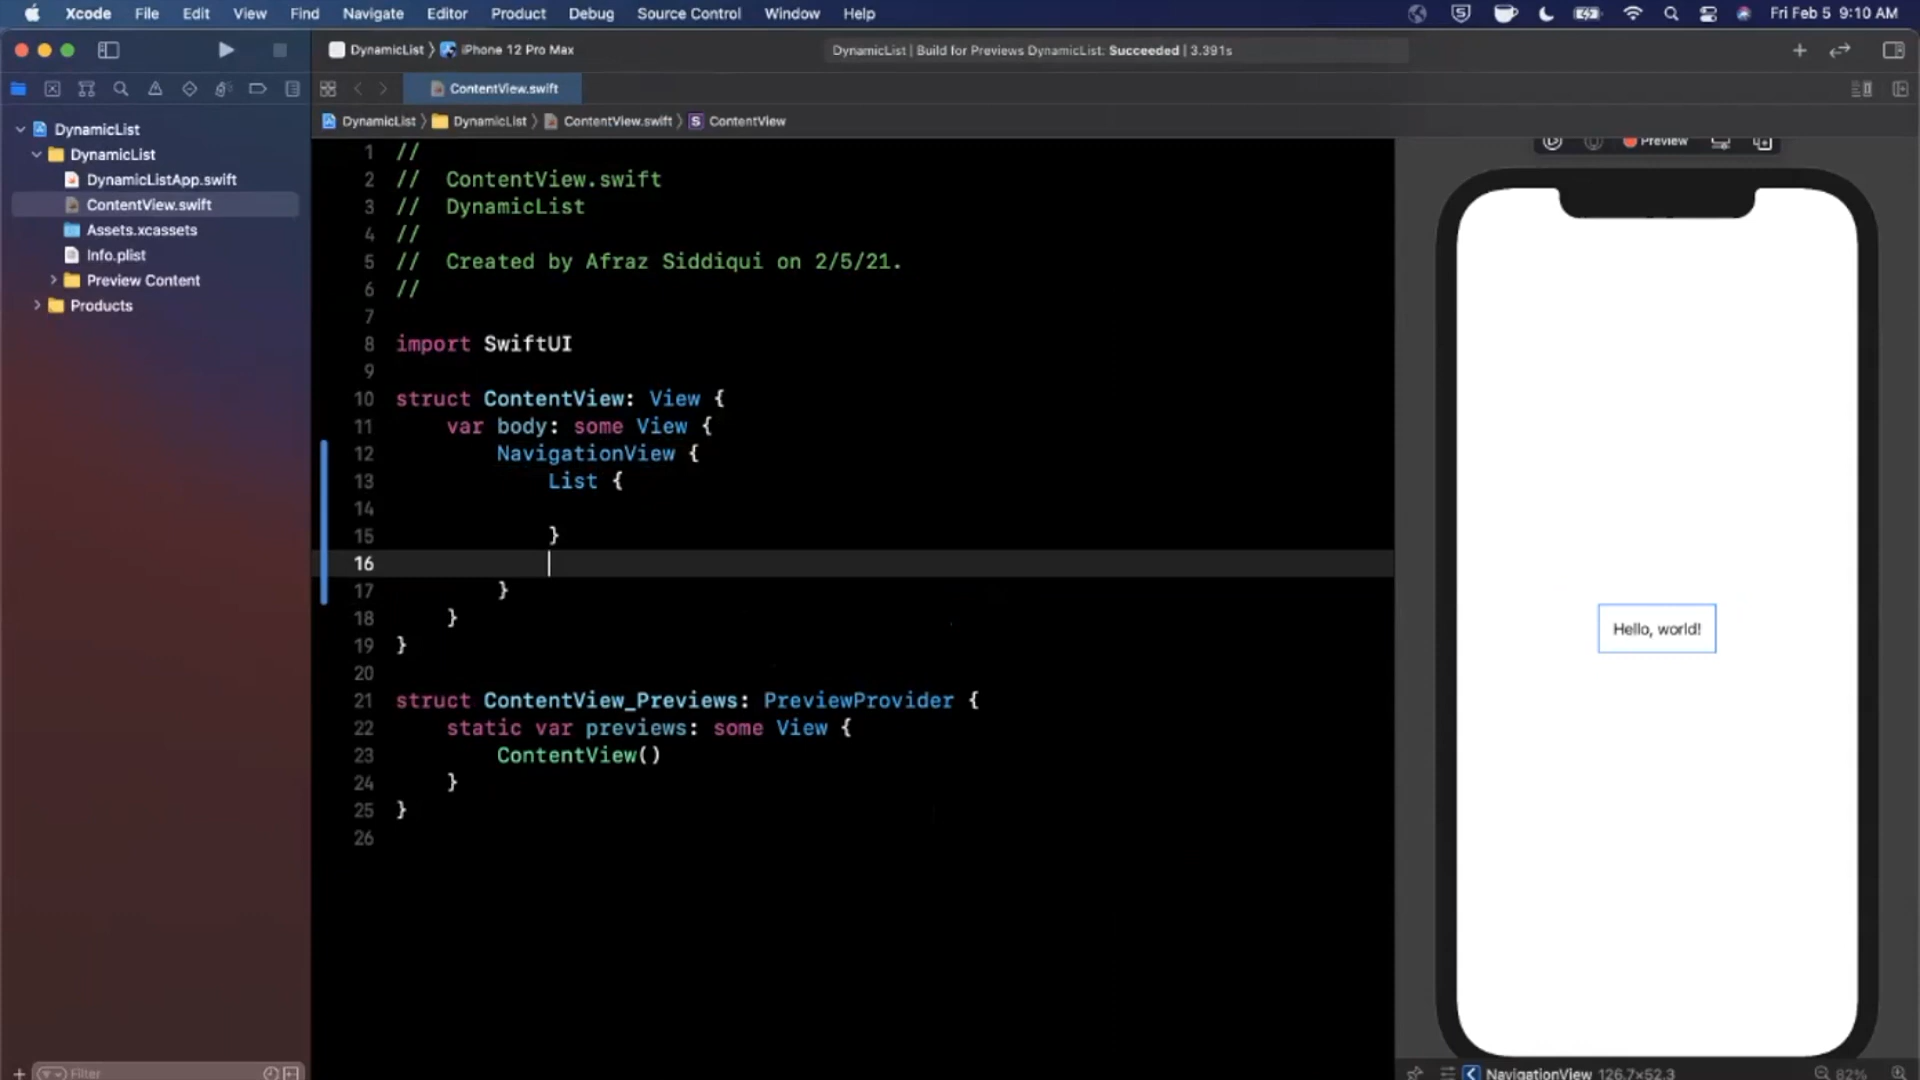 Xcode File Edit View Find Navigate Editor Product Debug Source Control Window Help Fri Feb 5 9:10 AM
DynamicList 〉 iPhone 12 Pro Max DynamicList | Build for Previews DynamicList: Succeeded | 3.391s
ContentView.swift
DynamicList 〉 DynamicList 〉 ContentView.swift 〉 S ContentView
DynamicList
DynamicList
DynamicListApp.swift
ContentView.swift
Assets.xcassets
Info.plist
Preview Content
Products
Filter
1 //
2 // ContentView.swift
3 // DynamicList
4 //
5 // Created by Afraz Siddiqui on 2/5/21.
6 //
7
8 import SwiftUI
9
10 struct ContentView: View {
11 var body: some View {
12 NavigationView {
13 List {
14
15 }
16
17 }
18 }
19 }
20
21 struct ContentView_Previews: PreviewProvider {
22 static var previews: some View {
23 ContentView()
24 }
25 }
26
Preview
Hello, world!
NavigationView 126.7×52.3 82%